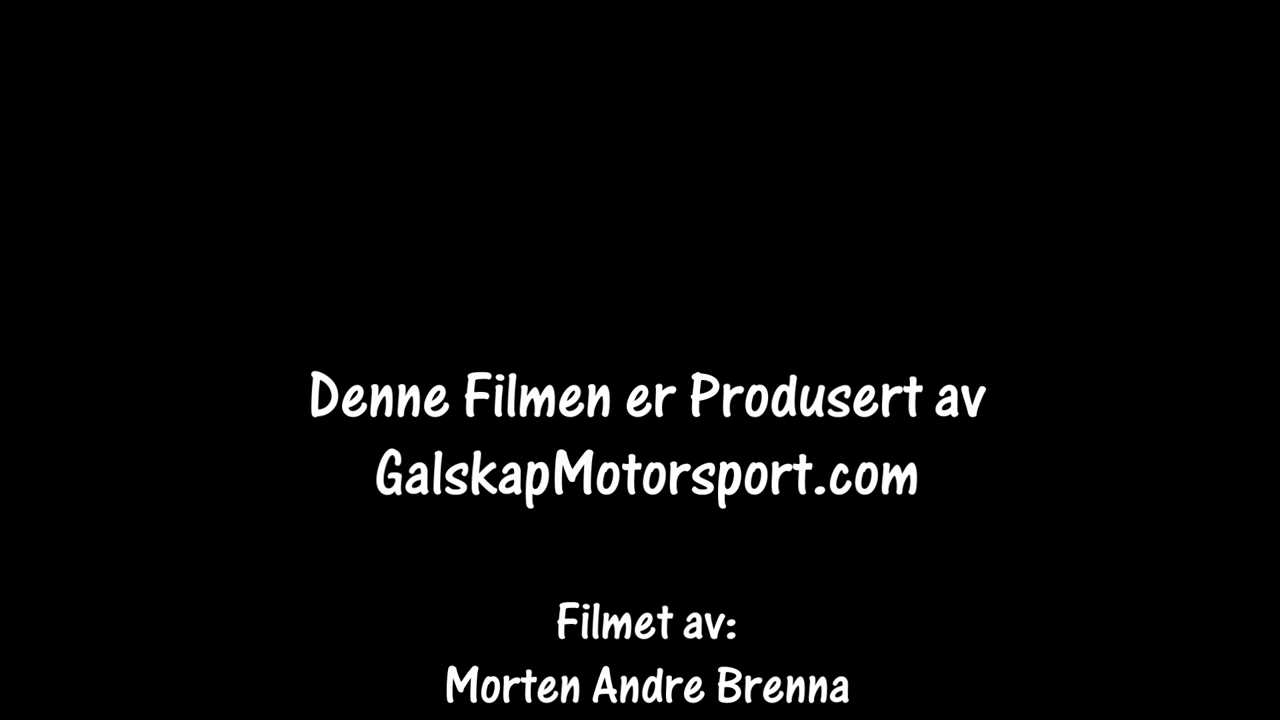 Denne Filmen er Produsert av
GalskapMotorsport.com
Filmet av:
Morten Andre Brenna